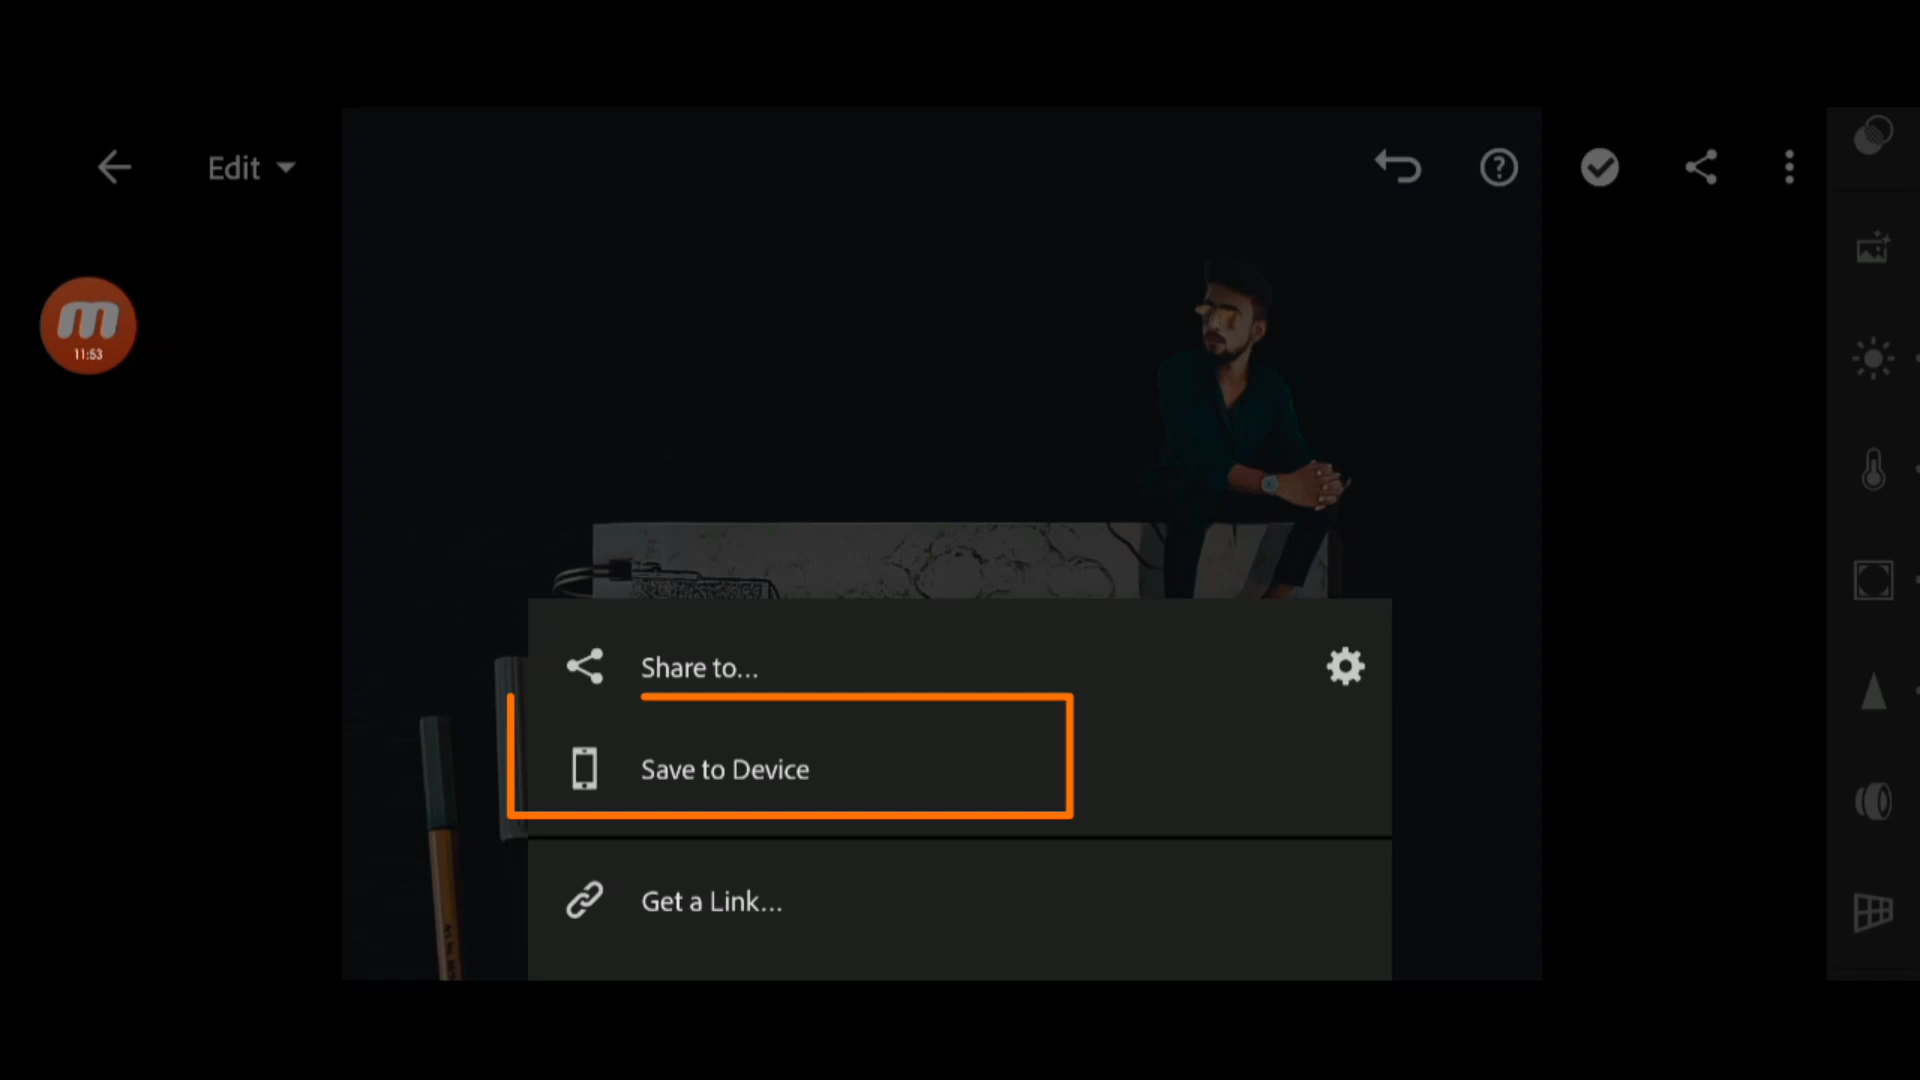 Edit
m
11:53
Share to...
Save to Device
Get a Link...